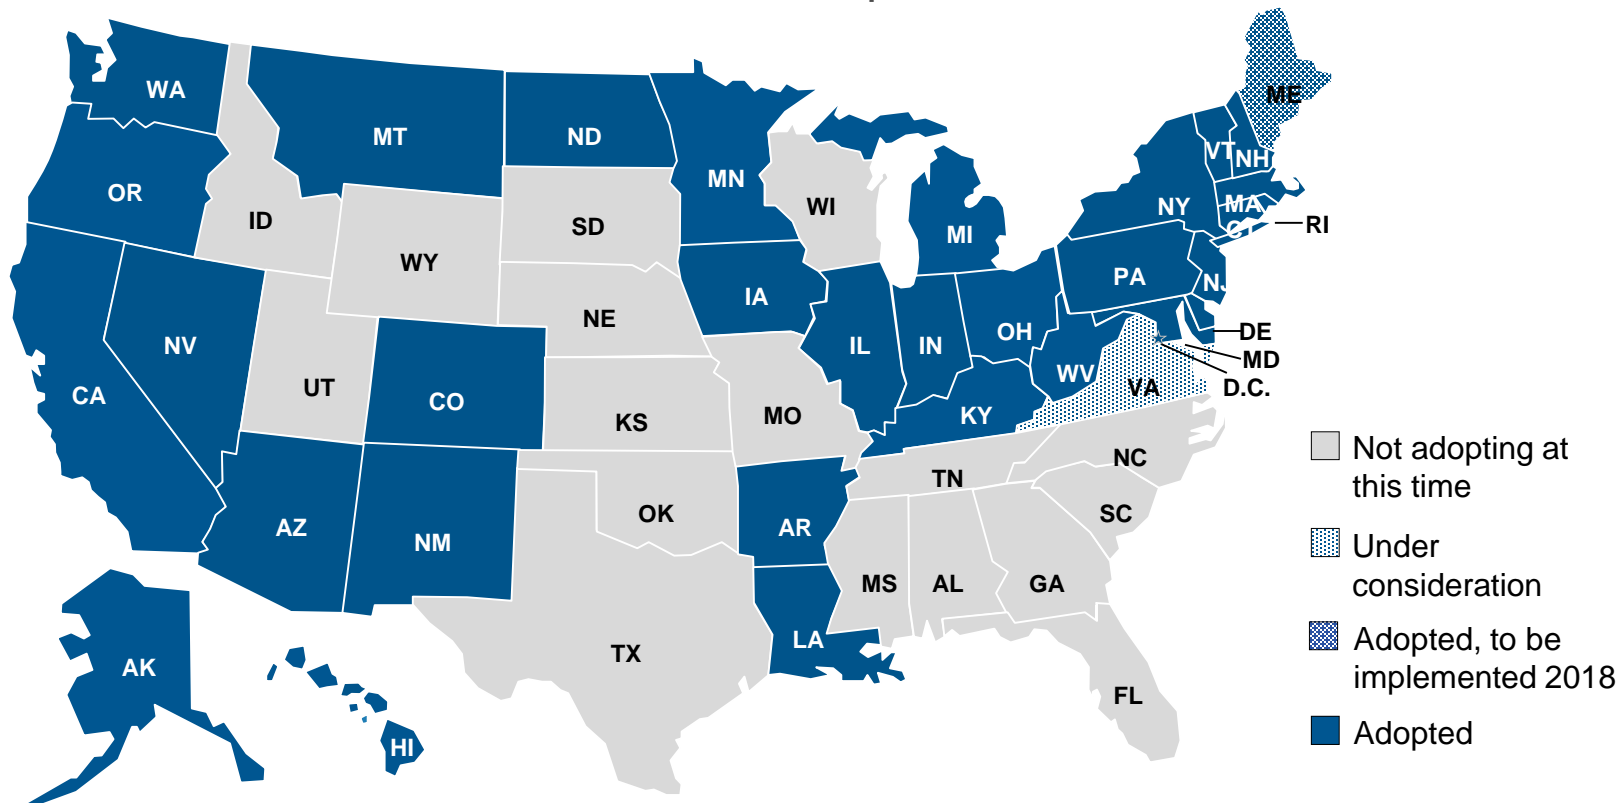 WA
MT
ND
MN
OR
ID
WY
SD
WI
MI
NY
VT
NH
ME
MA
CT
RI
PA
NJ
DE
MD
D.C.
NV
CA
UT
CO
NE
IA
IL
IN
OH
WV
VA
KY
KS
MO
TN
NC
SC
AZ
NM
OK
AR
MS
AL
GA
LA
TX
FL
AK
HI
Not adopting at
this time
Under
consideration
Adopted, to be
implemented 2018
Adopted